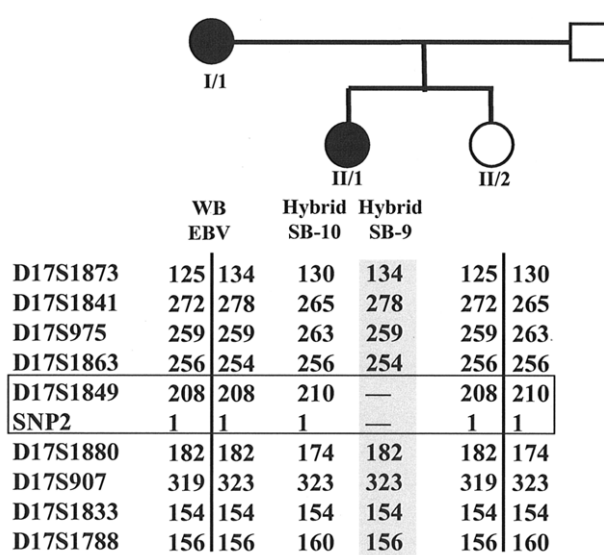 I/1
II/1 II/2
WB Hybrid Hybrid
EBV SB-10 SB-9
D17S1873 125 134 130 134 125 130
D17S1841 272 278 265 278 272 265
D17S975 259 259 263 259 259 263
D17S1863 256 254 256 254 256 256
D17S1849 208 208 210 — 208 210
SNP2 1 1 1 — 1 1
D17S1880 182 182 174 182 182 174
D17S907 319 323 323 323 319 323
D17S1833 154 154 154 154 154 154
D17S1788 156 156 160 156 156 160